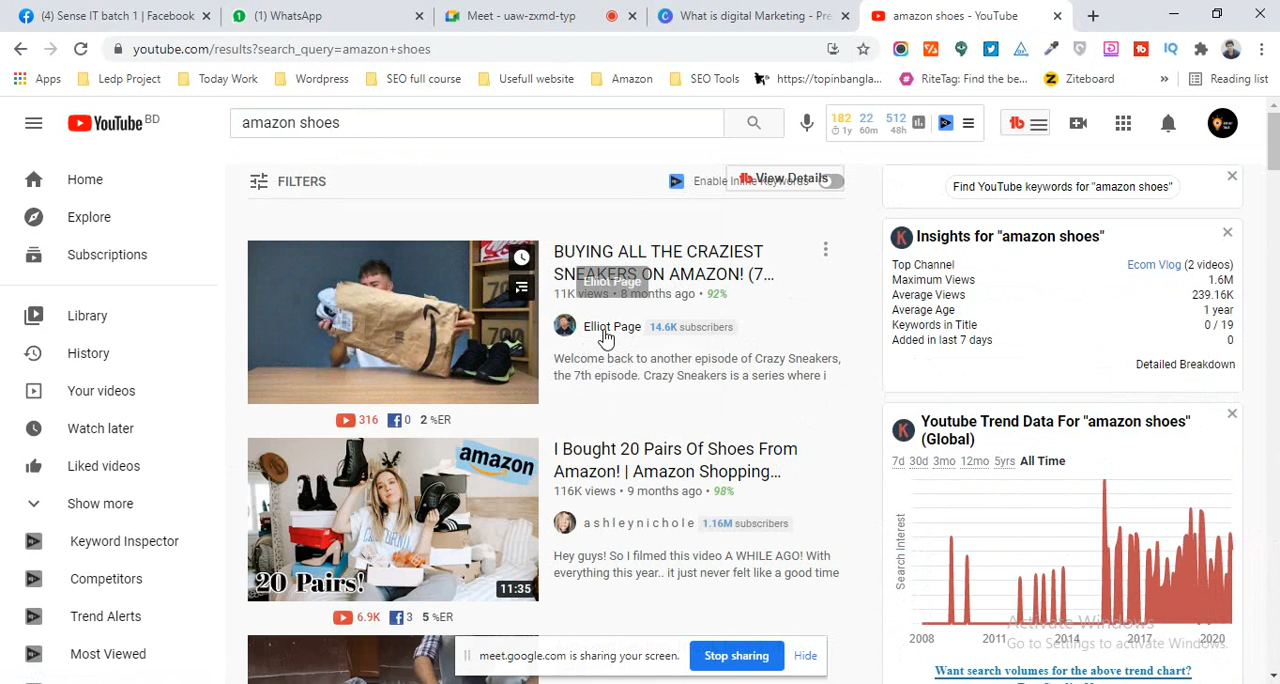 (4) Sense IT batch 1 | Facebook
(1) WhatsApp
Meet - uaw-zxmd-typ
What is digital Marketing - Pre
amazon shoes - YouTube
youtube.com/results?search_query=amazon+shoes
Apps
Ledp Project
Today Work
Wordpress
SEO full course
Usefull website
Amazon
SEO Tools
https://topinbangla...
RiteTag: Find the be...
Ziteboard
»
Reading list
YouTube BD
amazon shoes
182 22 512
1y 60m 48h
tb
Home
Explore
Subscriptions
Library
History
Your videos
Watch later
Liked videos
Show more
Keyword Inspector
Competitors
Trend Alerts
Most Viewed
FILTERS
Enable Inline Keywords
tb View Details
BUYING ALL THE CRAZIEST
SNEAKERS ON AMAZON! (7...
Elliot Page
11K views • 8 months ago • 92%
Elliot Page 14.6K subscribers
Welcome back to another episode of Crazy Sneakers,
the 7th episode. Crazy Sneakers is a series where i
316 0 2 %ER
amazon
20 Pairs!
11:35
I Bought 20 Pairs Of Shoes From
Amazon! | Amazon Shopping...
116K views • 9 months ago • 98%
a s h l e y n i c h o l e 1.16M subscribers
Hey guys! So I filmed this video A WHILE AGO! With
everything this year.. it just never felt like a good time
6.9K 3 5 %ER
Find YouTube keywords for "amazon shoes"
K Insights for "amazon shoes"
Top Channel Ecom Vlog (2 videos)
Maximum Views 1.6M
Average Views 239.16K
Average Age 1 year
Keywords in Title 0 / 19
Added in last 7 days 0
Detailed Breakdown
K Youtube Trend Data For "amazon shoes"
(Global)
7d 30d 3mo 12mo 5yrs All Time
Search Interest
2008 2011 2014 2017 2020
Activate Windows
Go to Settings to activate Windows.
Want search volumes for the above trend chart?
meet.google.com is sharing your screen.
Stop sharing
Hide